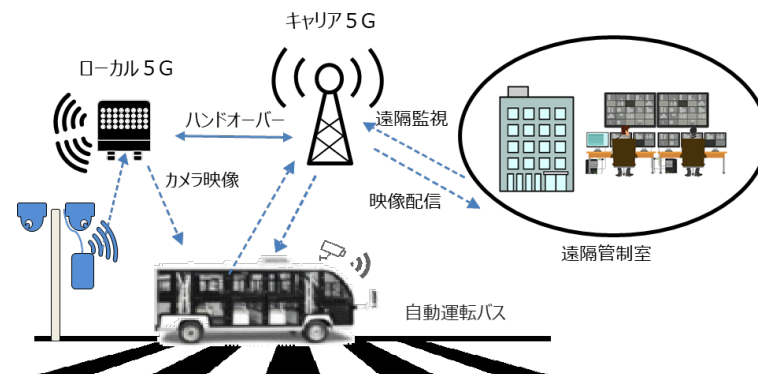 キャリア５G
ローカル５G
ハンドオーバー
遠隔監視
カメラ映像
映像配信
遠隔管制室
自動運転バス